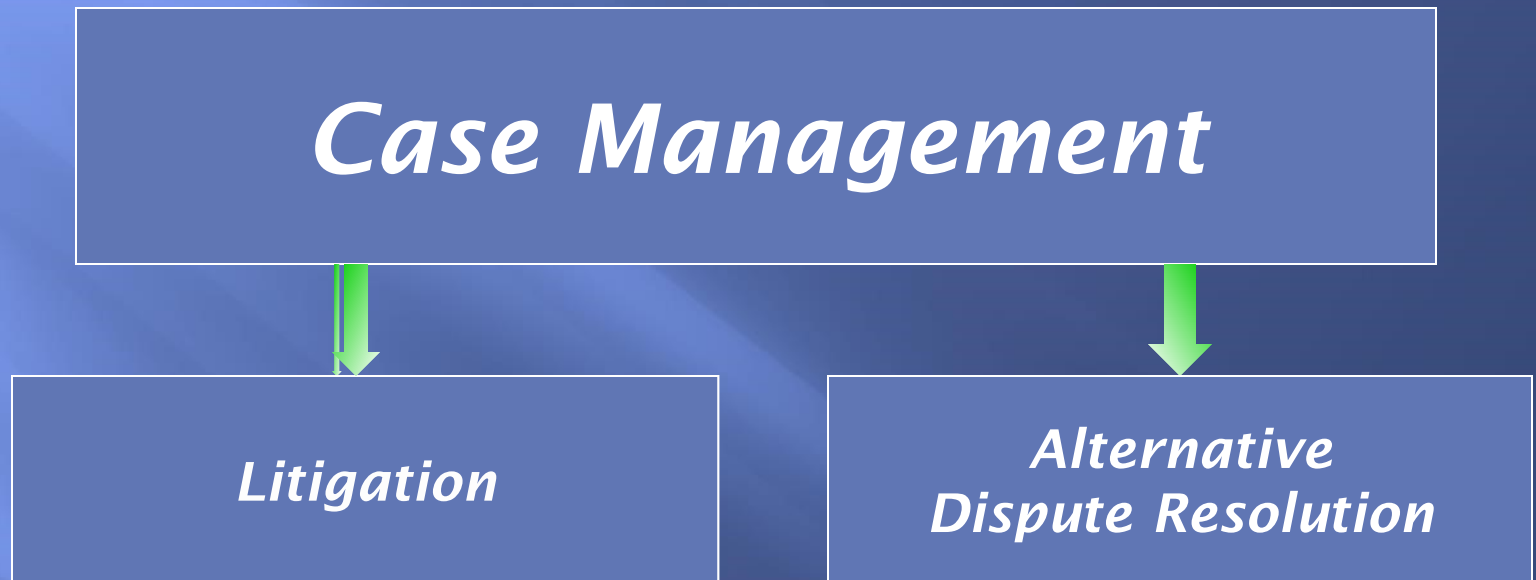 Case Management
Litigation
Alternative
Dispute Resolution